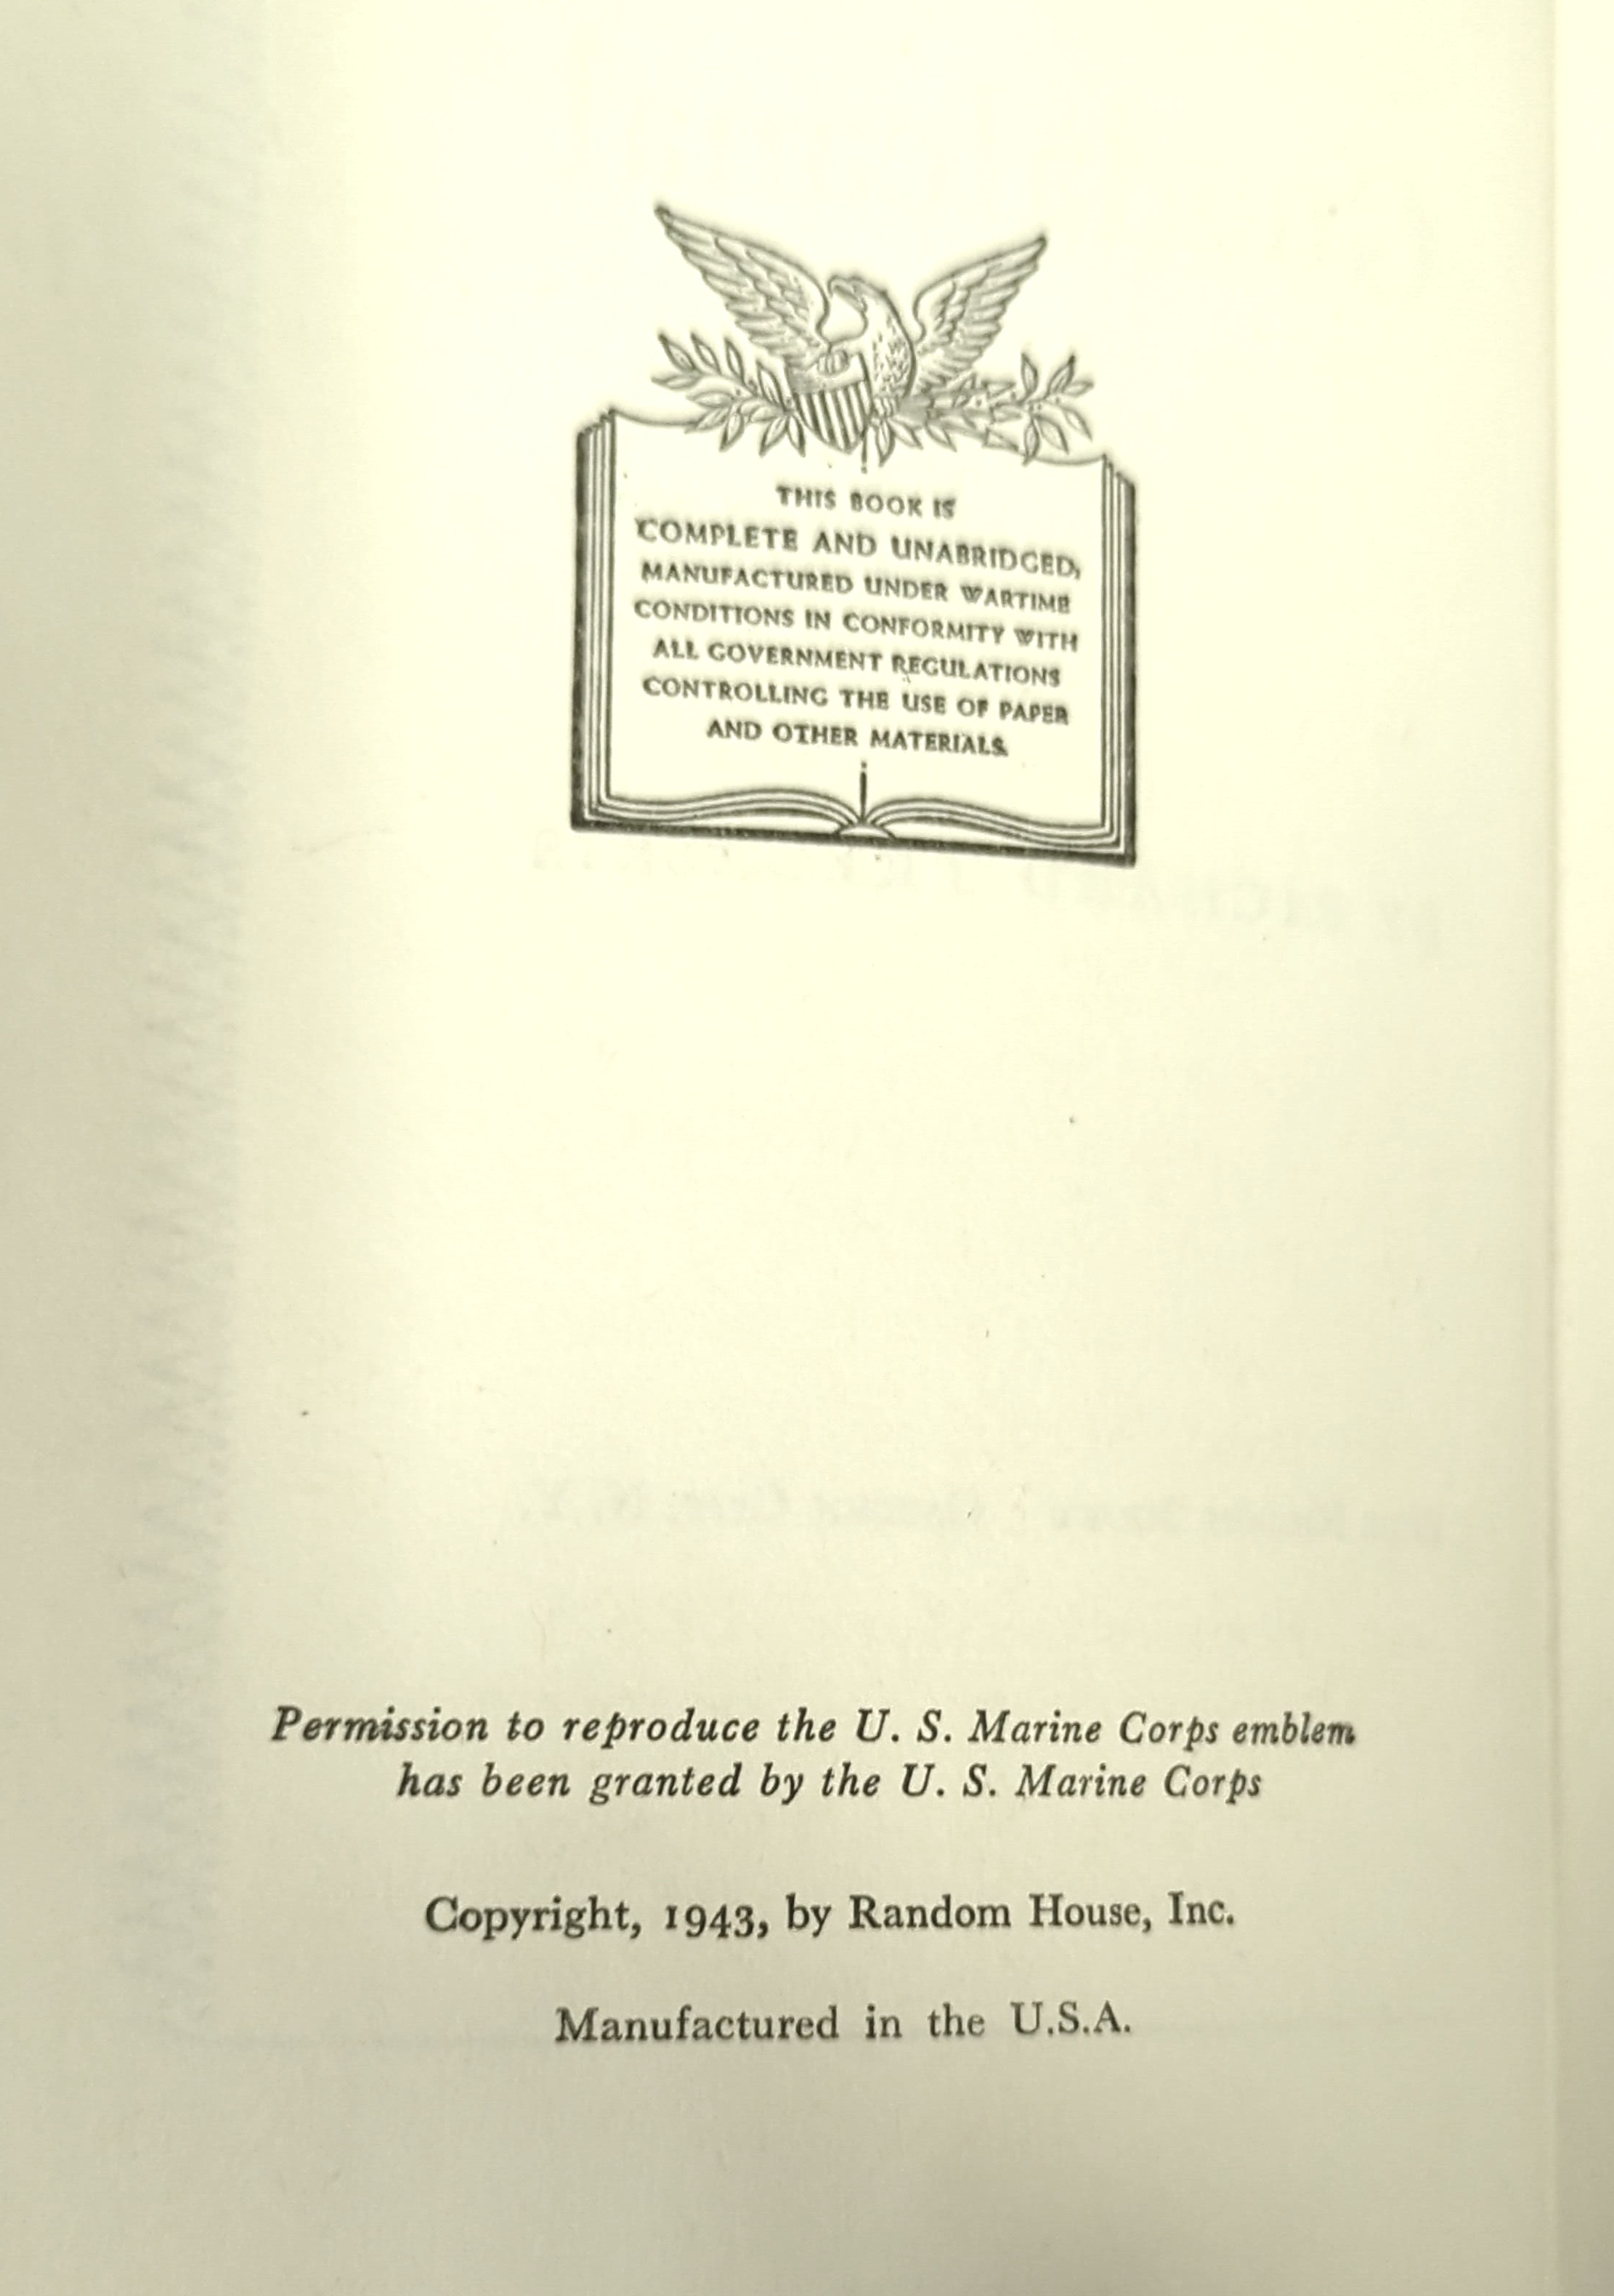 THIS BOOK IS
COMPLETE AND UNABRIDGED,
MANUFACTURED UNDER WARTIME
CONDITIONS IN CONFORMITY WITH
ALL GOVERNMENT REGULATIONS
CONTROLLING THE USE OF PAPER
AND OTHER MATERIALS.
Permission to reproduce the U. S. Marine Corps emblem
has been granted by the U. S. Marine Corps
Copyright, 1943, by Random House, Inc.
Manufactured in the U.S.A.